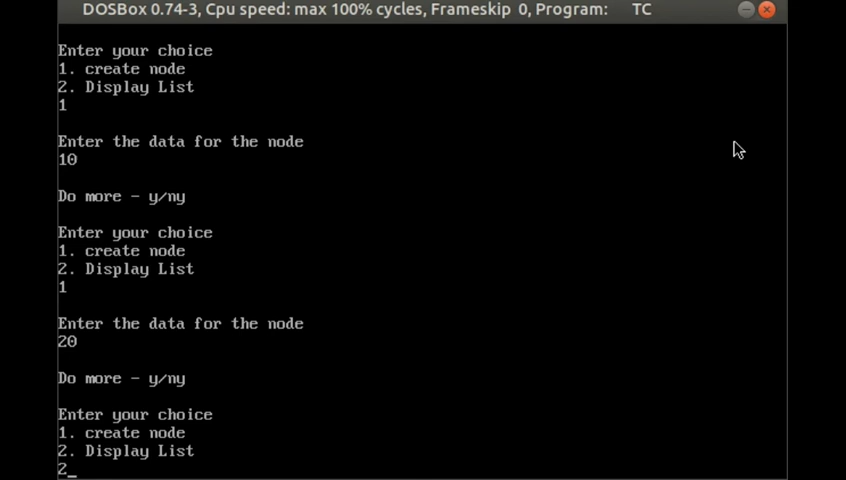 DOSBox 0.74-3, Cpu speed: max 100% cycles, Frameskip 0, Program: TC
Enter your choice
1. create node
2. Display List
1
Enter the data for the node
10
Do more - y/ny
Enter your choice
1. create node
2. Display List
1
Enter the data for the node
20
Do more - y/ny
Enter your choice
1. create node
2. Display List
2_